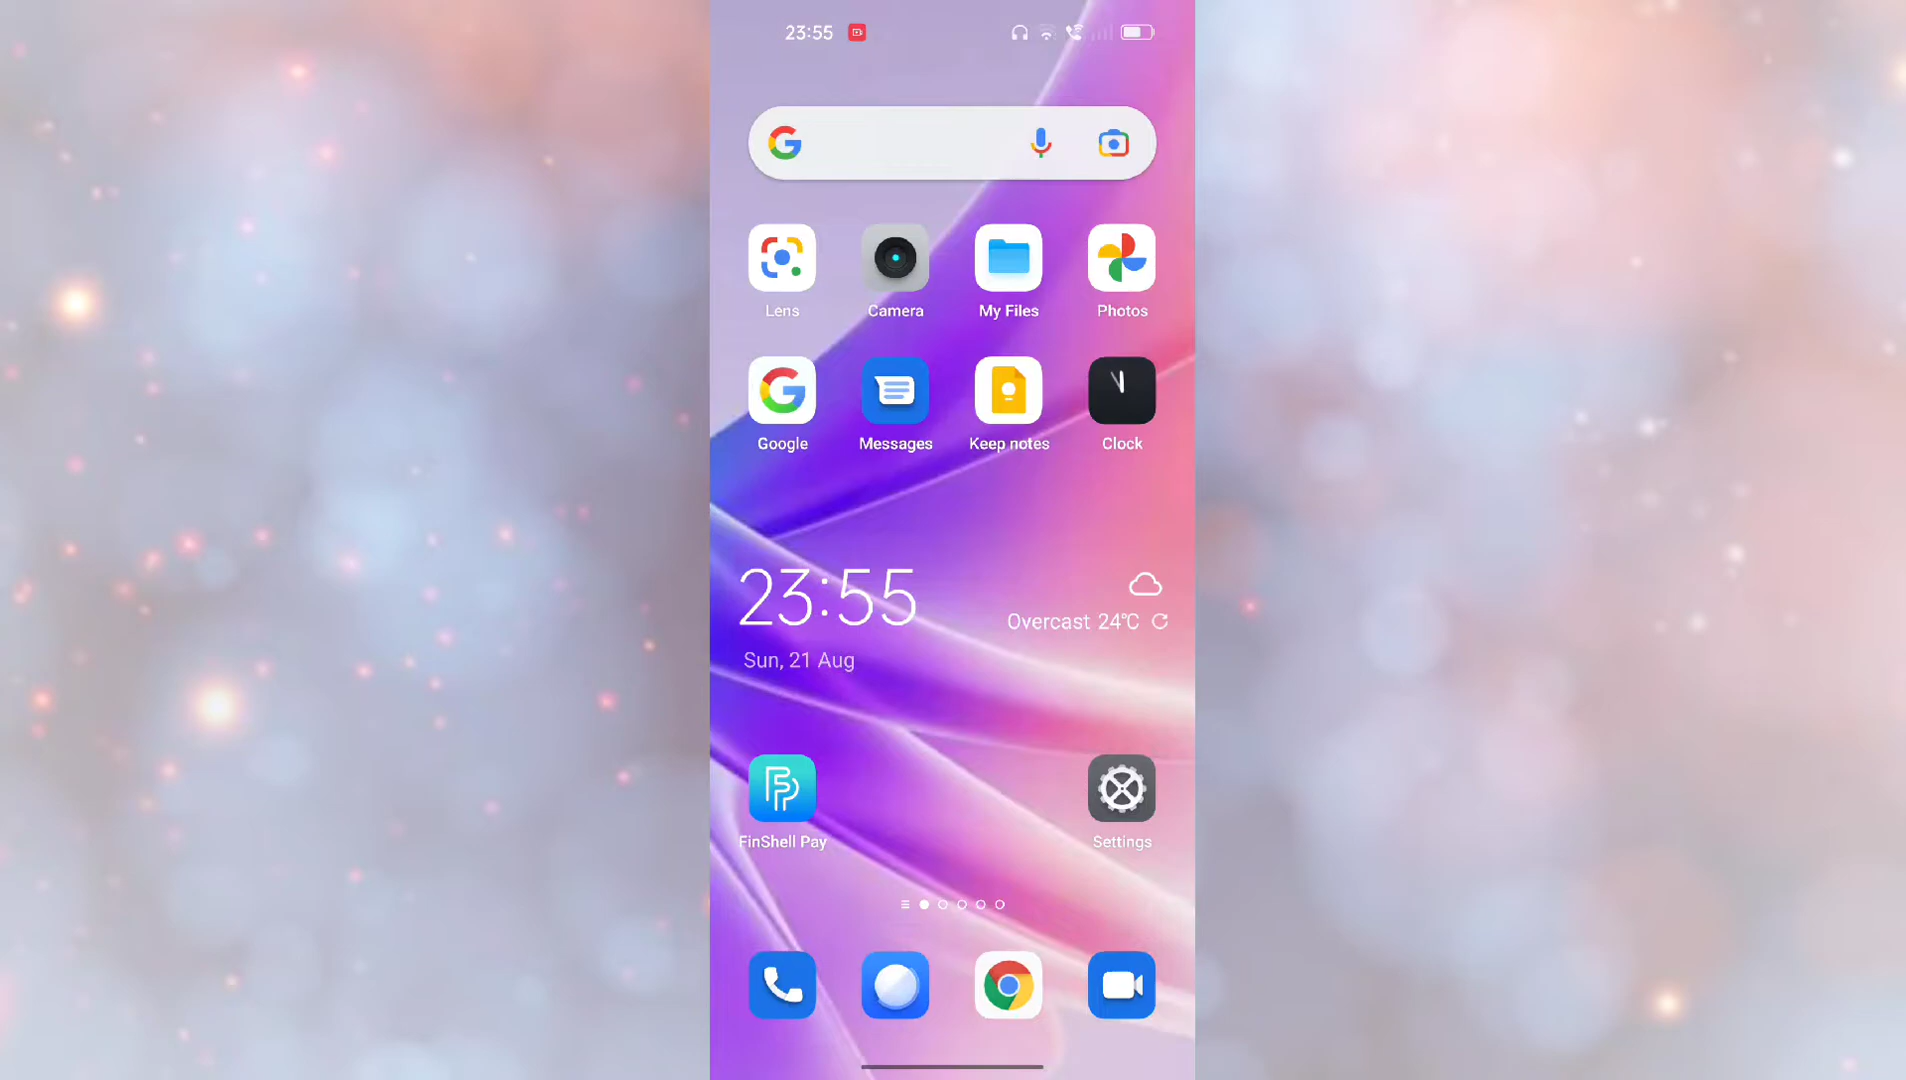 23:55
Lens
Camera
My Files
Photos
Google
Messages
Keep notes
Clock
23:55
Overcast 24℃
Sun, 21 Aug
FinShell Pay
Settings